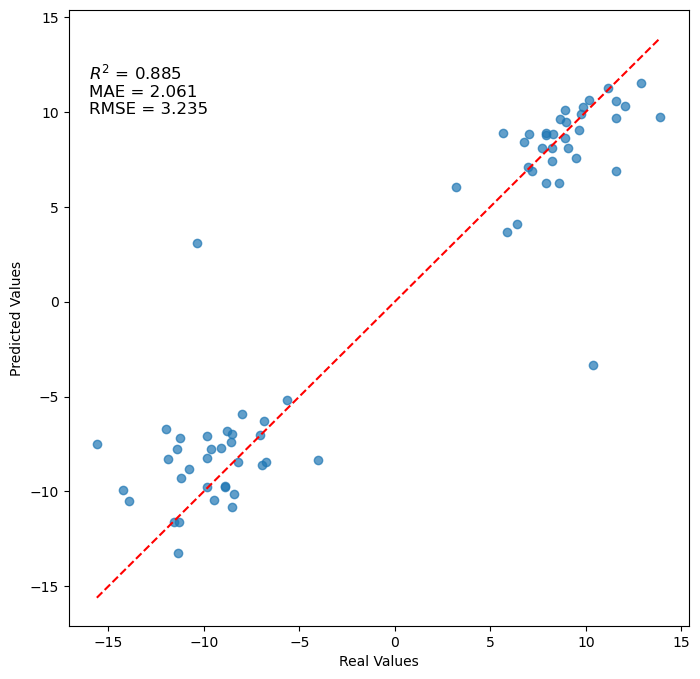 15
10
5
0
−5
−10
−15
Predicted Values
R² = 0.885
MAE = 2.061
RMSE = 3.235
−15 −10 −5 0 5 10 15
Real Values